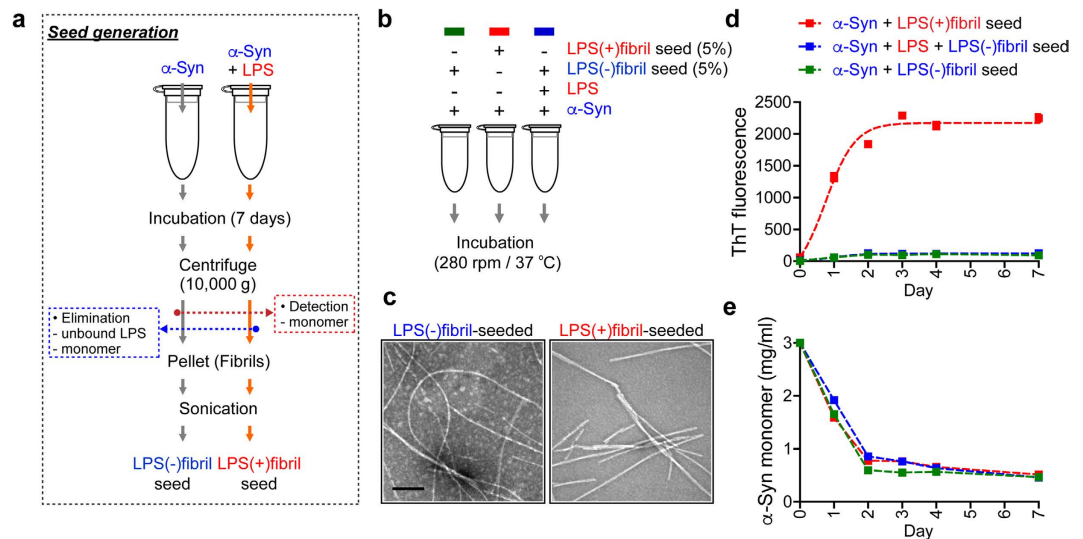 a
Seed generation
α-Syn
α-Syn
+ LPS
Incubation (7 days)
Centrifuge
(10,000 g)
• Elimination
- unbound LPS
- monomer
• Detection
- monomer
Pellet (Fibrils)
Sonication
LPS(-)fibril
seed
LPS(+)fibril
seed
b
- + - LPS(+)fibril seed (5%)
+ - + LPS(-)fibril seed (5%)
- - + LPS
+ + + α-Syn
Incubation
(280 rpm / 37 °C)
c
LPS(-)fibril-seeded
LPS(+)fibril-seeded
d
α-Syn + LPS(+)fibril seed
α-Syn + LPS + LPS(-)fibril seed
α-Syn + LPS(-)fibril seed
ThT fluorescence
2500
2000
1500
1000
500
0
0 1 2 3 4 7
Day
e
α-Syn monomer (mg/ml)
3
2
1
0
0 1 2 3 4 7
Day